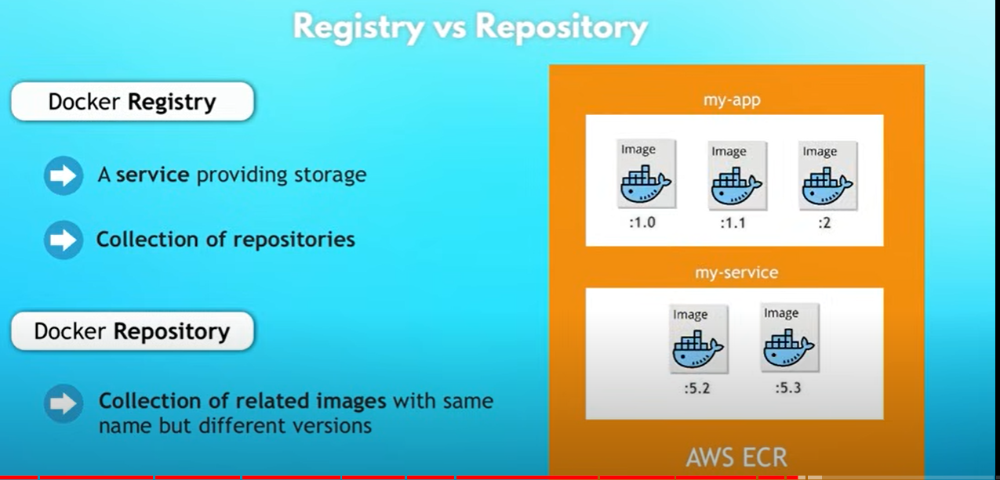 Registry vs Repository
Docker Registry
A service providing storage
Collection of repositories
Docker Repository
Collection of related images with same
name but different versions
my-app
Image
Image
Image
:1.0
:1.1
:2
my-service
Image
Image
:5.2
:5.3
AWS ECR